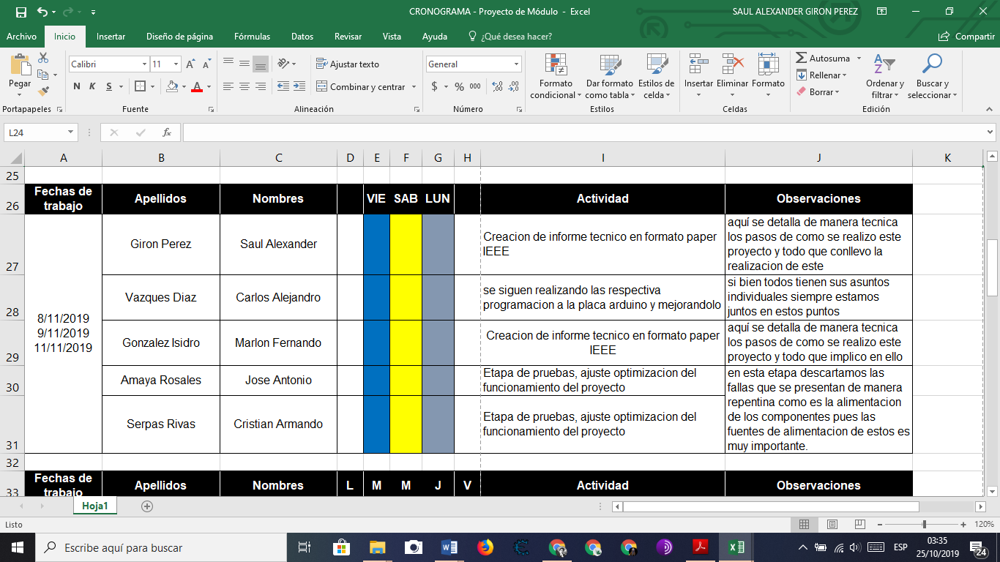 CRONOGRAMA - Proyecto de Módulo - Excel
SAUL ALEXANDER GIRON PEREZ
Archivo Inicio Insertar Diseño de página Fórmulas Datos Revisar Vista Ayuda ¿Qué desea hacer? Compartir
Pegar
Portapapeles
Calibri 11
N K S
Fuente
Ajustar texto
Combinar y centrar
Alineación
General
$ % 000
Número
Formato condicional
Dar formato como tabla
Estilos de celda
Estilos
Insertar Eliminar Formato
Celdas
Autosuma
Rellenar
Borrar
Ordenar y filtrar
Buscar y seleccionar
Edición
L24
fx
A B C D E F G H I J K
25
26 Fechas de trabajo Apellidos Nombres VIE SAB LUN Actividad Observaciones
8/11/2019
9/11/2019
11/11/2019
27 Giron Perez Saul Alexander
Creacion de informe tecnico en formato paper
IEEE
aquí se detalla de manera tecnica
los pasos de como se realizo este
proyecto y todo que conllevo la
realizacion de este
28 Vazques Diaz Carlos Alejandro
se siguen realizando las respectiva
programacion a la placa arduino y mejorandolo
si bien todos tienen sus asuntos
individuales siempre estamos
juntos en estos puntos
29 Gonzalez Isidro Marlon Fernando
Creacion de informe tecnico en formato paper
IEEE
aquí se detalla de manera tecnica
los pasos de como se realizo este
proyecto y todo que implico en ello
30 Amaya Rosales Jose Antonio
Etapa de pruebas, ajuste optimizacion del
funcionamiento del proyecto
31 Serpas Rivas Cristian Armando
Etapa de pruebas, ajuste optimizacion del
funcionamiento del proyecto
en esta etapa descartamos las
fallas que se presentan de manera
repentina como es la alimentacion
de los componentes pues las
fuentes de alimentacion de estos es
muy importante.
32
33 Fechas de trabajo Apellidos Nombres L M M J V Actividad Observaciones
Hoja1
Listo
120%
Escribe aquí para buscar
ESP
03:35
25/10/2019
24